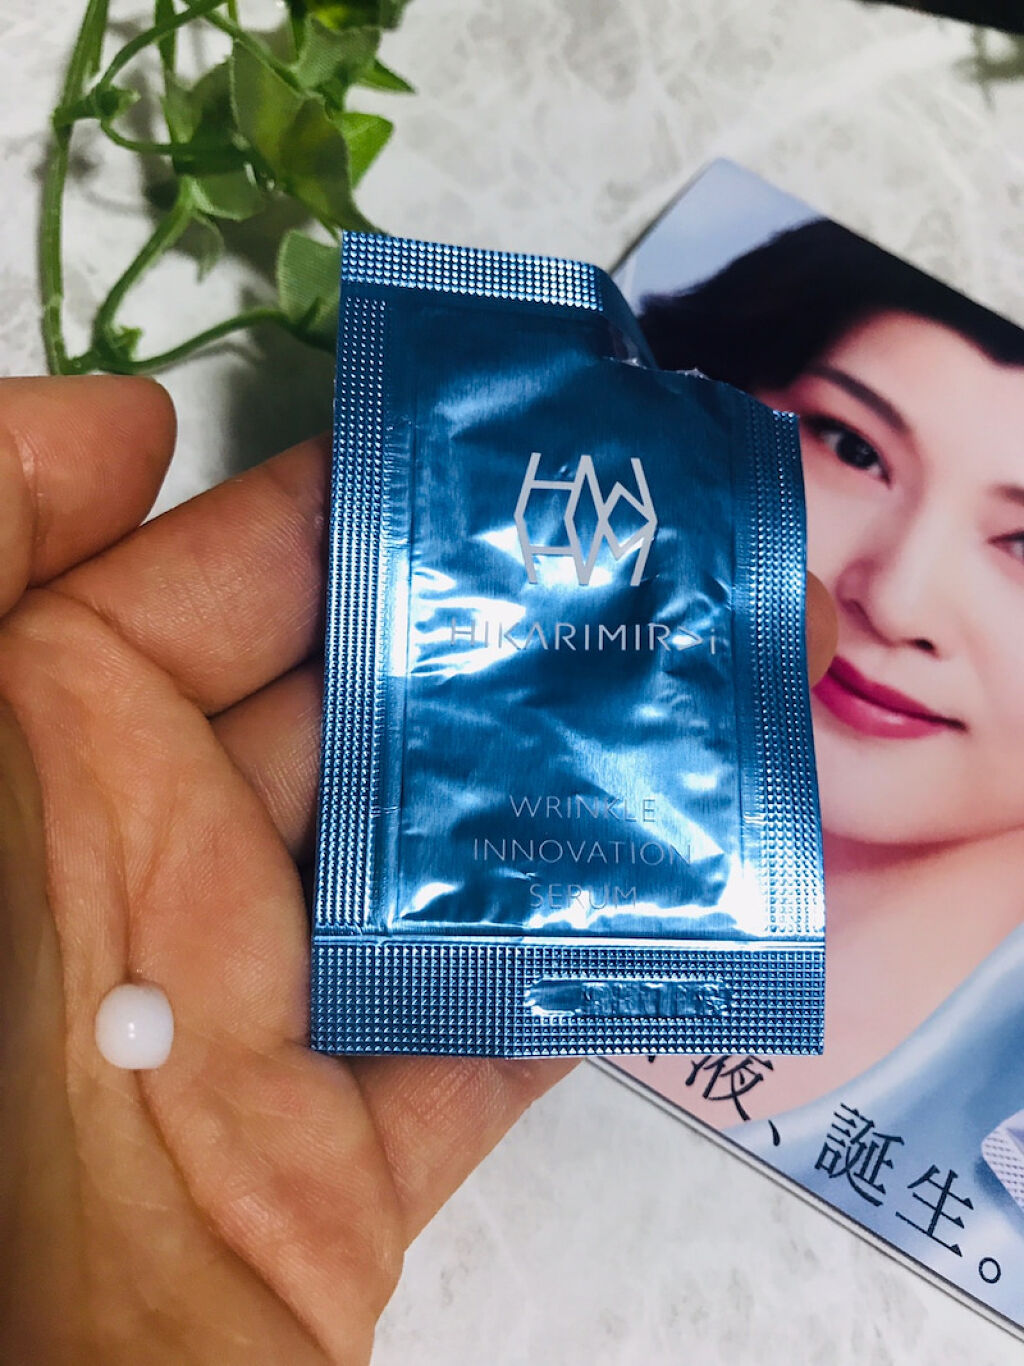 HIKARIMIRAI
WRINKLE
INNOVATION
SERUM
液、誕生。